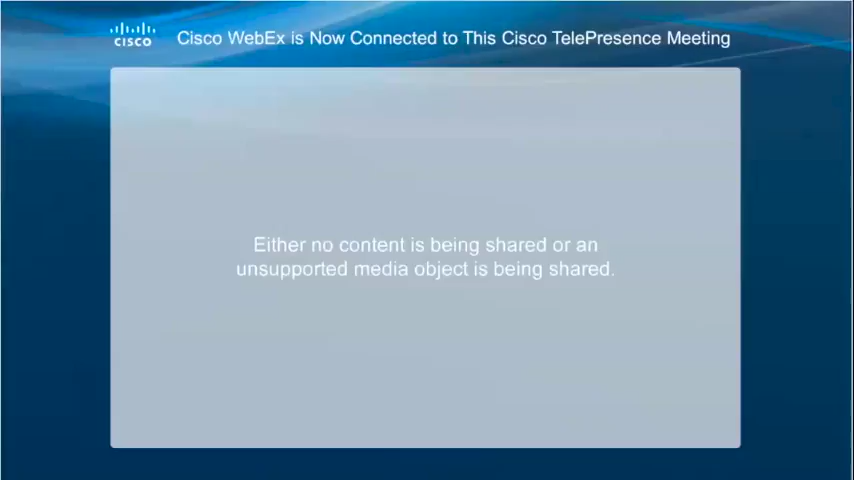 CISCO
Cisco WebEx is Now Connected to This Cisco TelePresence Meeting
Either no content is being shared or an
unsupported media object is being shared.